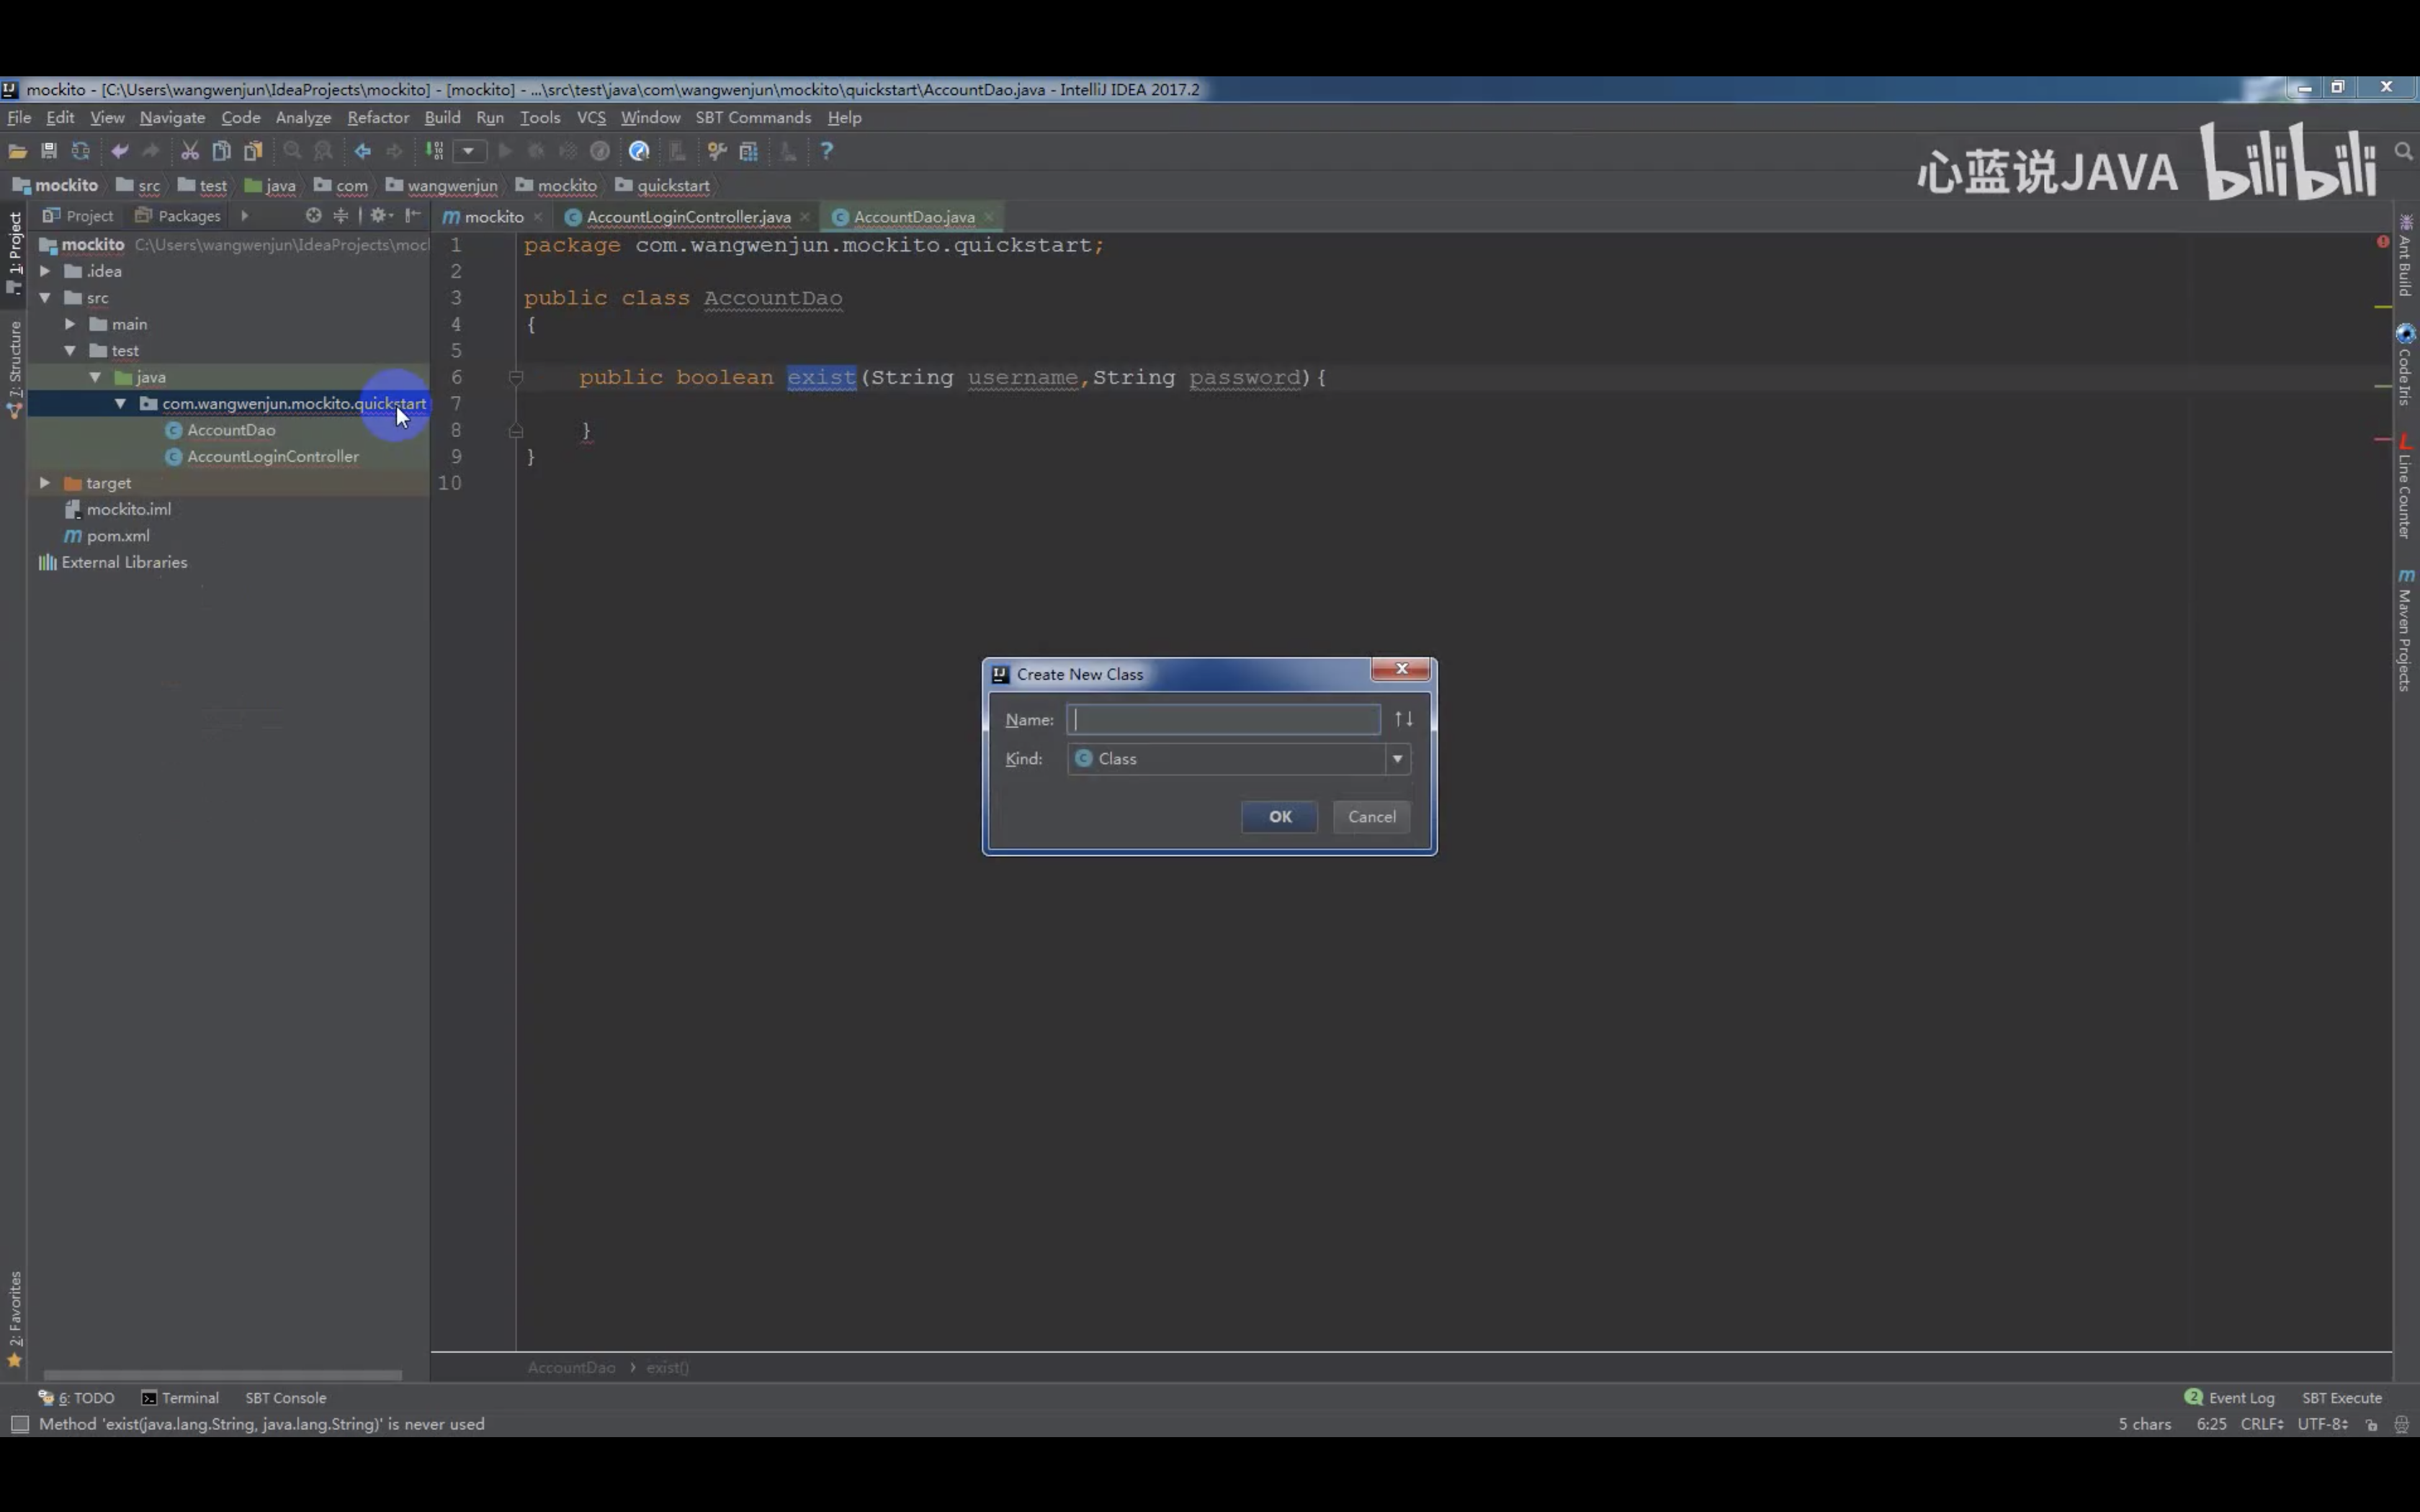 mockito - [C:\Users\wangwenjun\IdeaProjects\mockito] - [mockito] - ...\src\test\java\com\wangwenjun\mockito\quickstart\AccountDao.java - IntelliJ IDEA 2017.2
File Edit View Navigate Code Analyze Refactor Build Run Tools VCS Window SBT Commands Help
心蓝说JAVA bilibili
mockito src test java com wangwenjun mockito quickstart
Project Packages
mockito AccountLoginController.java AccountDao.java
1: Project
7: Structure
2: Favorites
mockito C:\Users\wangwenjun\IdeaProjects\moc
.idea
src
main
test
java
com.wangwenjun.mockito.quickstart
AccountDao
AccountLoginController
target
mockito.iml
pom.xml
External Libraries
1 package com.wangwenjun.mockito.quickstart;
2
3 public class AccountDao
4 {
5
6 public boolean exist(String username,String password){
7
8 }
9 }
10
Create New Class
Name:
Kind: Class
OK Cancel
Ant Build
Code Iris
Line Counter
Maven Projects
AccountDao › exist()
6: TODO Terminal SBT Console
2 Event Log SBT Execute
Method 'exist(java.lang.String, java.lang.String)' is never used
5 chars 6:25 CRLF UTF-8